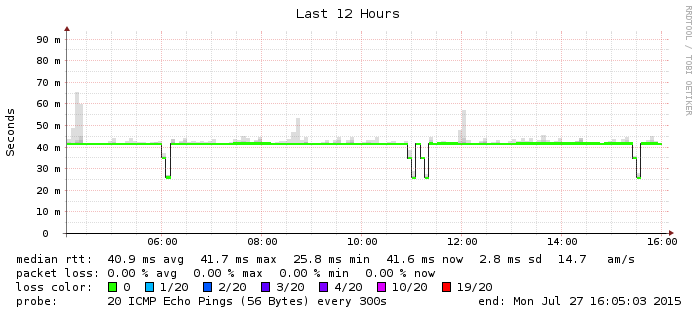 Last 12 Hours
RRDTOOL / TOBI OETIKER
Seconds
90 m
80 m
70 m
60 m
50 m
40 m
30 m
20 m
10 m
0
06:00 08:00 10:00 12:00 14:00 16:00
median rtt: 40.9 ms avg 41.7 ms max 25.8 ms min 41.6 ms now 2.8 ms sd 14.7 am/s
packet loss: 0.00 % avg 0.00 % max 0.00 % min 0.00 % now
loss color: 0 1/20 2/20 3/20 4/20 10/20 19/20
probe: 20 ICMP Echo Pings (56 Bytes) every 300s end: Mon Jul 27 16:05:03 2015